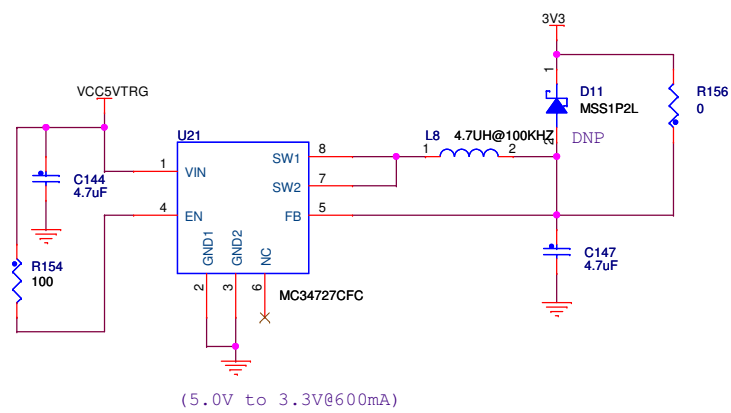 3V3
1
D11
MSS1P2L
R156
0
2
DNP
VCC5VTRG
U21
L8
4.7UH@100KHZ
1
2
8
SW1
1
VIN
7
SW2
C144
4.7uF
4
EN
5
FB
GND1
GND2
NC
C147
4.7uF
R154
100
2
3
6
MC34727CFC
(5.0V to 3.3V@600mA)